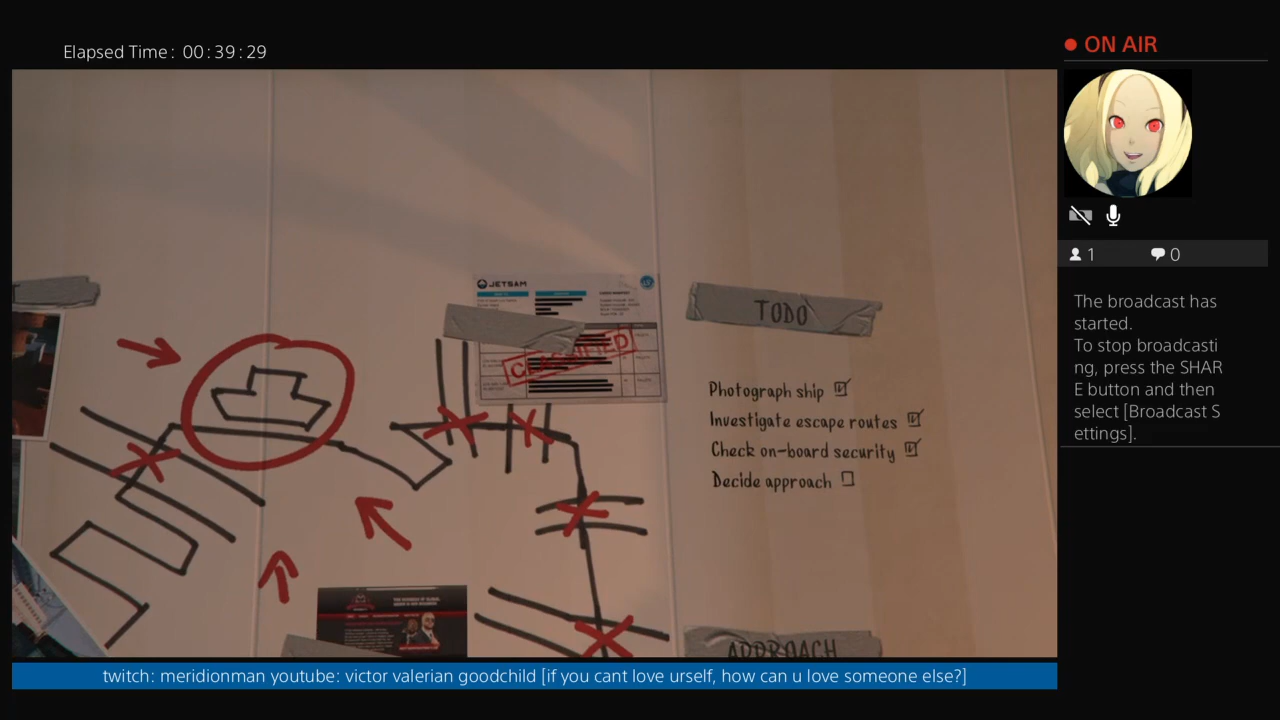 Elapsed Time: 00:39:29
ON AIR
1
0
The broadcast has
started.
To stop broadcasti
ng, press the SHAR
E button and then
select [Broadcast S
ettings].
JETSAM
CLASSIFIED
TODO
Photograph ship
Investigate escape routes
Check on-board security
Decide approach
APPROACH
twitch: meridionman youtube: victor valerian goodchild [if you cant love urself, how can u love someone else?]